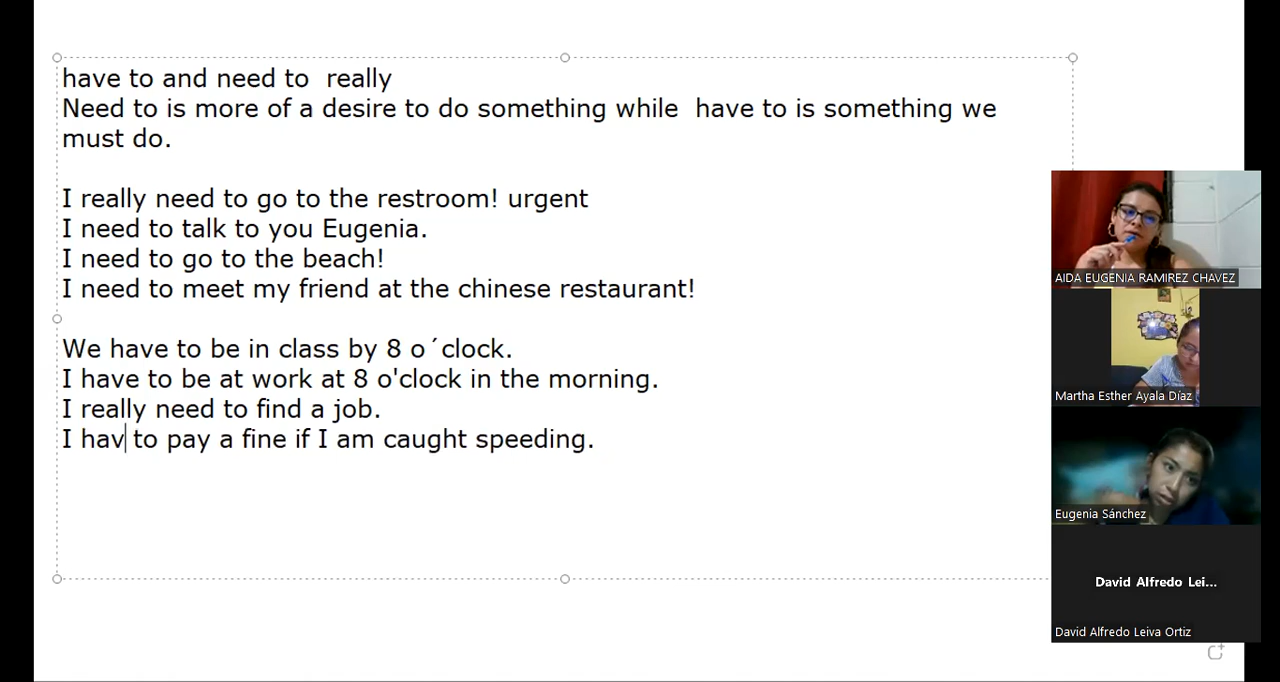 have to and need to  really
Need to is more of a desire to do something while  have to is something we
must do.
I really need to go to the restroom! urgent
I need to talk to you Eugenia.
I need to go to the beach!
I need to meet my friend at the chinese restaurant!
We have to be in class by 8 o´clock.
I have to be at work at 8 o'clock in the morning.
I really need to find a job.
I hav to pay a fine if I am caught speeding.
AIDA EUGENIA RAMIREZ CHAVEZ
Martha Esther Ayala Díaz
Eugenia Sánchez
David Alfredo Lei...
David Alfredo Leiva Ortiz